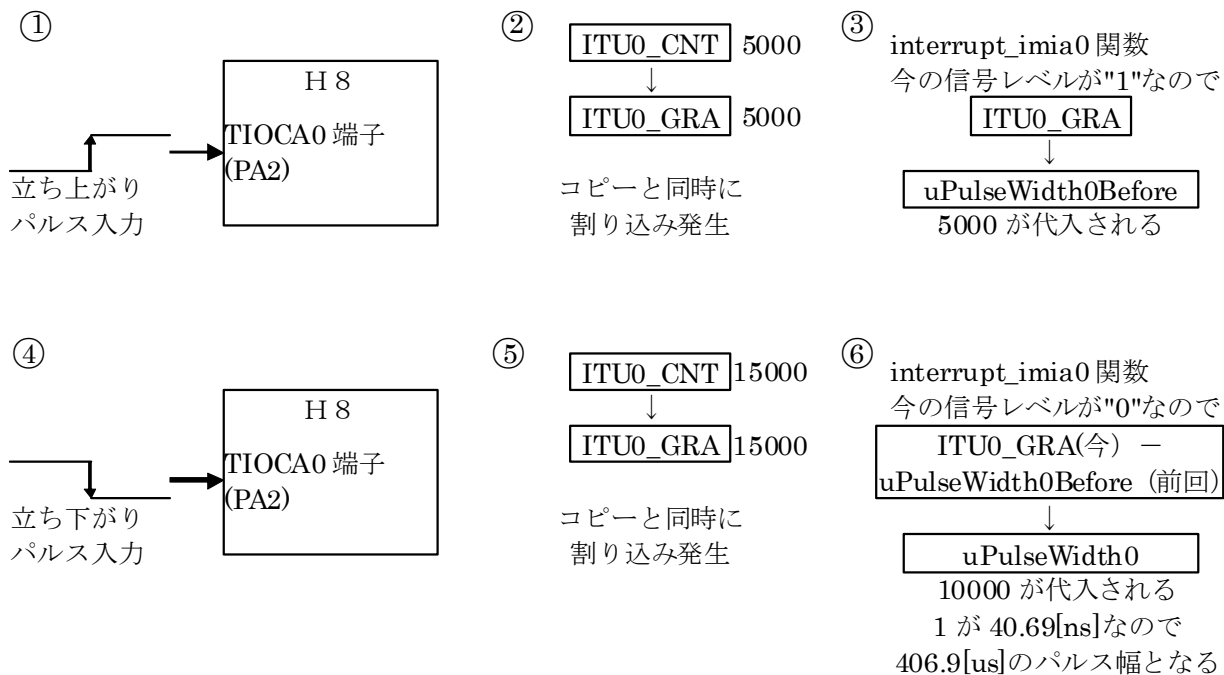 ①
H8
TIOCA0 端子
(PA2)
立ち上がり
パルス入力
②
ITU0_CNT 5000
↓
ITU0_GRA 5000
コピーと同時に
割り込み発生
③
interrupt_imia0 関数
今の信号レベルが"1"なので
ITU0_GRA
↓
uPulseWidth0Before
5000 が代入される
④
H8
TIOCA0 端子
(PA2)
立ち下がり
パルス入力
⑤
ITU0_CNT 15000
↓
ITU0_GRA 15000
コピーと同時に
割り込み発生
⑥
interrupt_imia0 関数
今の信号レベルが"0"なので
ITU0_GRA(今) －
uPulseWidth0Before (前回)
↓
uPulseWidth0
10000 が代入される
1 が 40.69[ns]なので
406.9[us]のパルス幅となる